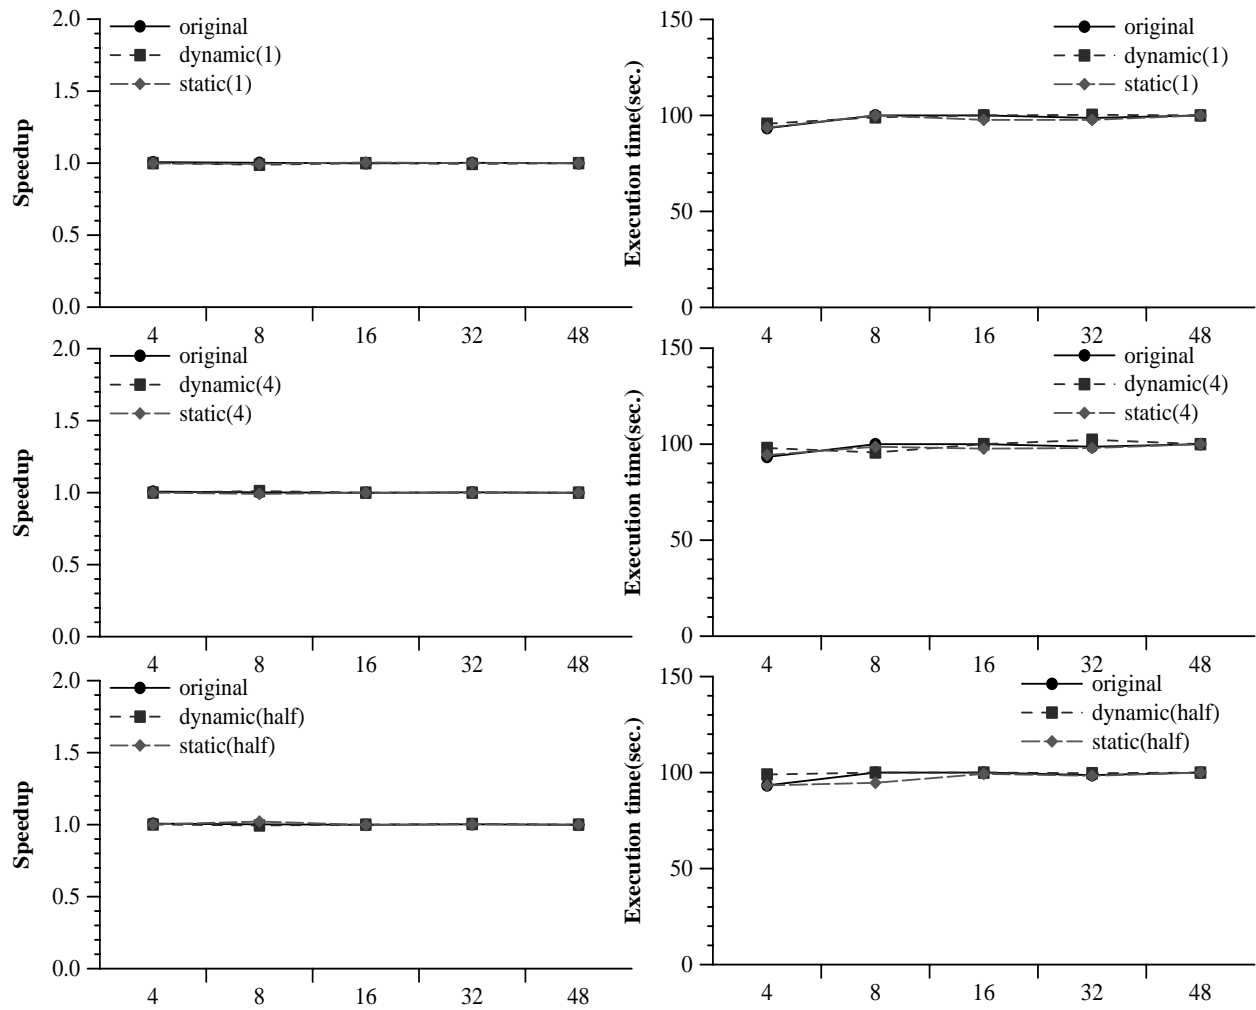 2.0
1.5
1.0
0.5
0.0
Speedup
original
dynamic(1)
static(1)
4 8 16 32 48
150
100
50
0
Execution time(sec.)
original
dynamic(1)
static(1)
4 8 16 32 48
2.0
1.5
1.0
0.5
0.0
Speedup
original
dynamic(4)
static(4)
4 8 16 32 48
150
100
50
0
Execution time(sec.)
original
dynamic(4)
static(4)
4 8 16 32 48
2.0
1.5
1.0
0.5
0.0
Speedup
original
dynamic(half)
static(half)
4 8 16 32 48
150
100
50
0
Execution time(sec.)
original
dynamic(half)
static(half)
4 8 16 32 48